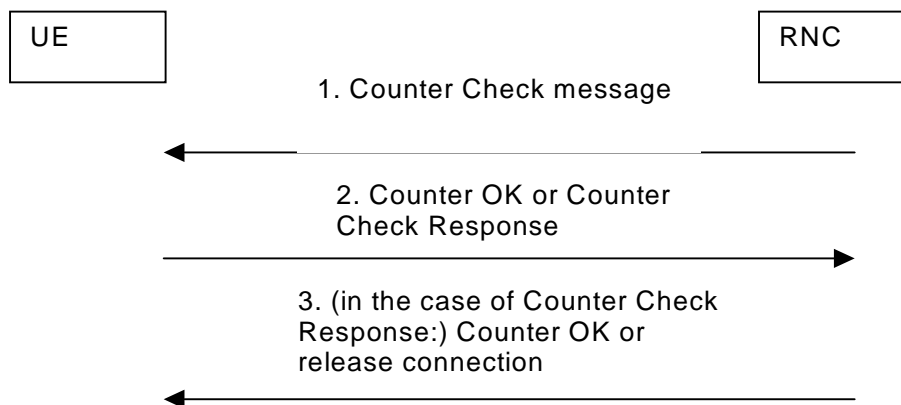 UE
RNC
1. Counter Check message
2. Counter OK or Counter
Check Response
3. (in the case of Counter Check
Response:) Counter OK or
release connection